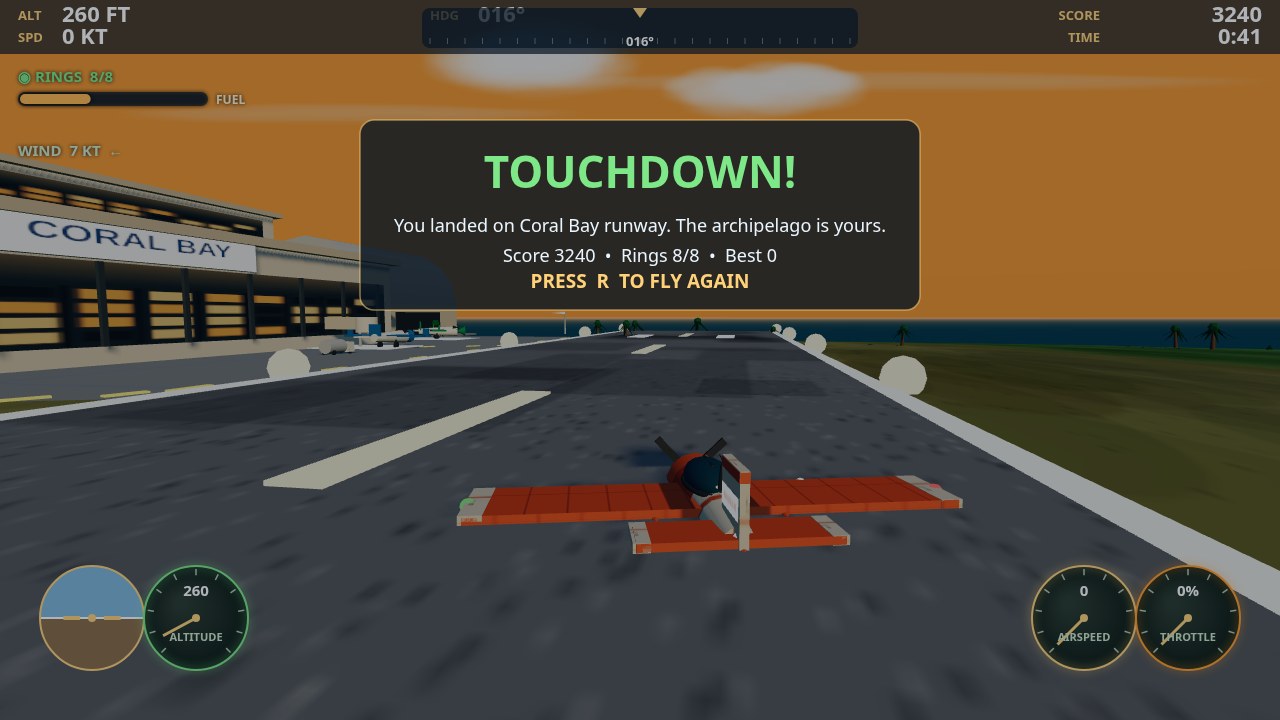 ALT 260 FT
SPD 0 KT
HDG 016°
016°
SCORE 3240
TIME 0:41
◉ RINGS 8/8
FUEL
WIND 7 KT ←
CORAL BAY
TOUCHDOWN!
You landed on Coral Bay runway. The archipelago is yours.
Score 3240 • Rings 8/8 • Best 0
PRESS R TO FLY AGAIN
260
ALTITUDE
0
AIRSPEED
0%
THROTTLE